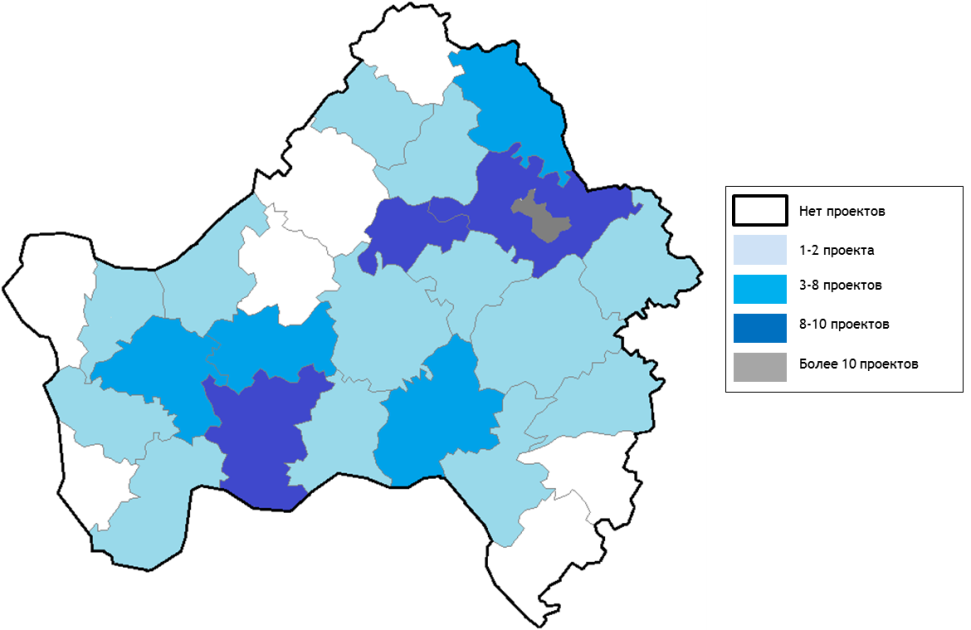 Нет проектов
1-2 проекта
3-8 проектов
8-10 проектов
Более 10 проектов